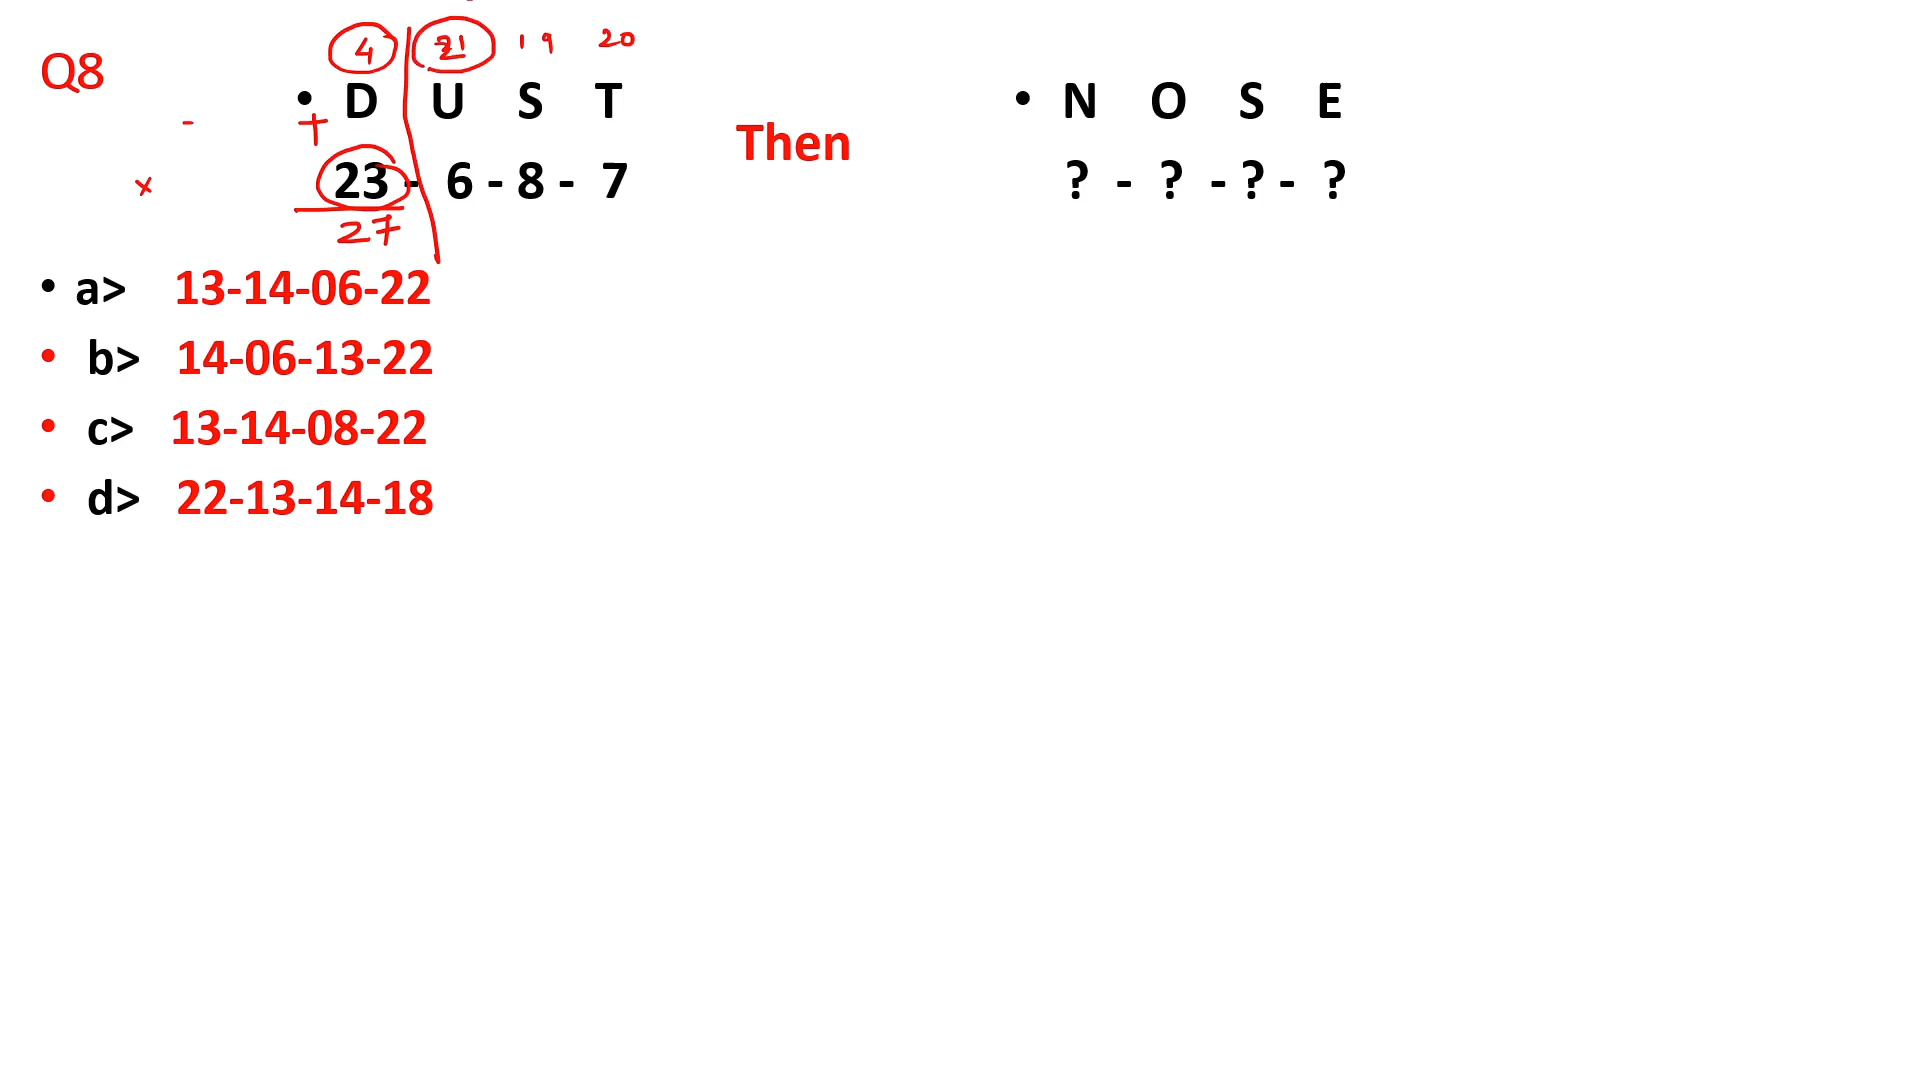 Q8
4 21 19 20
• D U S T
- +
Then
• N O S E
× 23 - 6 - 8 - 7
? - ? - ? - ?
27
• a> 13-14-06-22
• b> 14-06-13-22
• c> 13-14-08-22
• d> 22-13-14-18